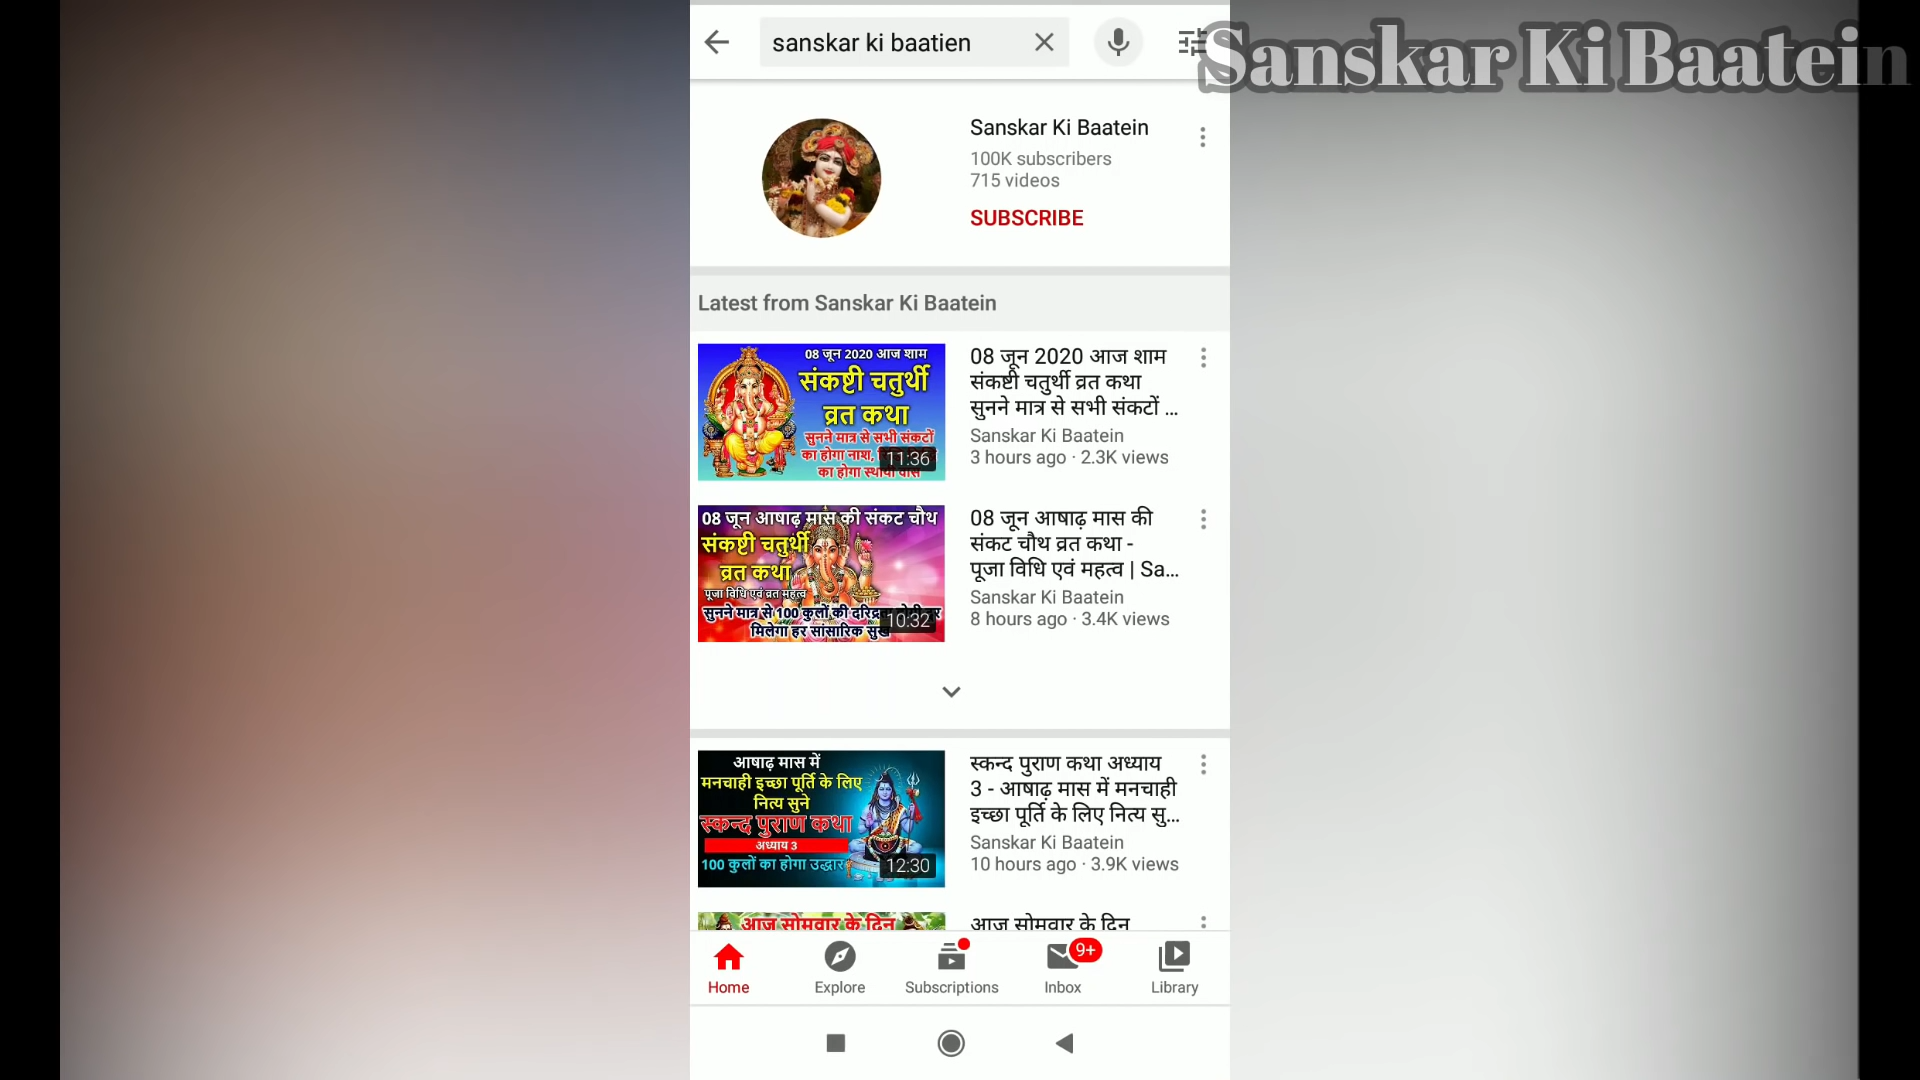 sanskar ki baatien
Sanskar Ki Baatein
Sanskar Ki Baatein
100K subscribers
715 videos
SUBSCRIBE
Latest from Sanskar Ki Baatein
08 जून 2020 आज शाम
संकष्टी चतुर्थी
व्रत कथा
सुनने मात्र से सभी संकटों
का होगा नाश,
का होगा स्थायी वास
11:36
08 जून 2020 आज शाम
संकष्टी चतुर्थी व्रत कथा
सुनने मात्र से सभी संकटों ...
Sanskar Ki Baatein
3 hours ago · 2.3K views
08 जून आषाढ़ मास की संकट चौथ
संकष्टी चतुर्थी
व्रत कथा
पूजा विधि एवं व्रत महत्व
सुनने मात्र से 100 कुलों की
मिलेगा हर सांसारिक सुख
10:32
08 जून आषाढ़ मास की
संकट चौथ व्रत कथा -
पूजा विधि एवं महत्व | Sa...
Sanskar Ki Baatein
8 hours ago · 3.4K views
आषाढ़ मास में
मनचाही इच्छा पूर्ति के लिए
नित्य सुने
स्कन्द पुराण कथा
अध्याय 3
100 कुलों का होगा उद्धार
12:30
स्कन्द पुराण कथा अध्याय
3 - आषाढ़ मास में मनचाही
इच्छा पूर्ति के लिए नित्य सु...
Sanskar Ki Baatein
10 hours ago · 3.9K views
आज सोमवार के दिन
आज सोमवार के दिन
9+
Home
Explore
Subscriptions
Inbox
Library